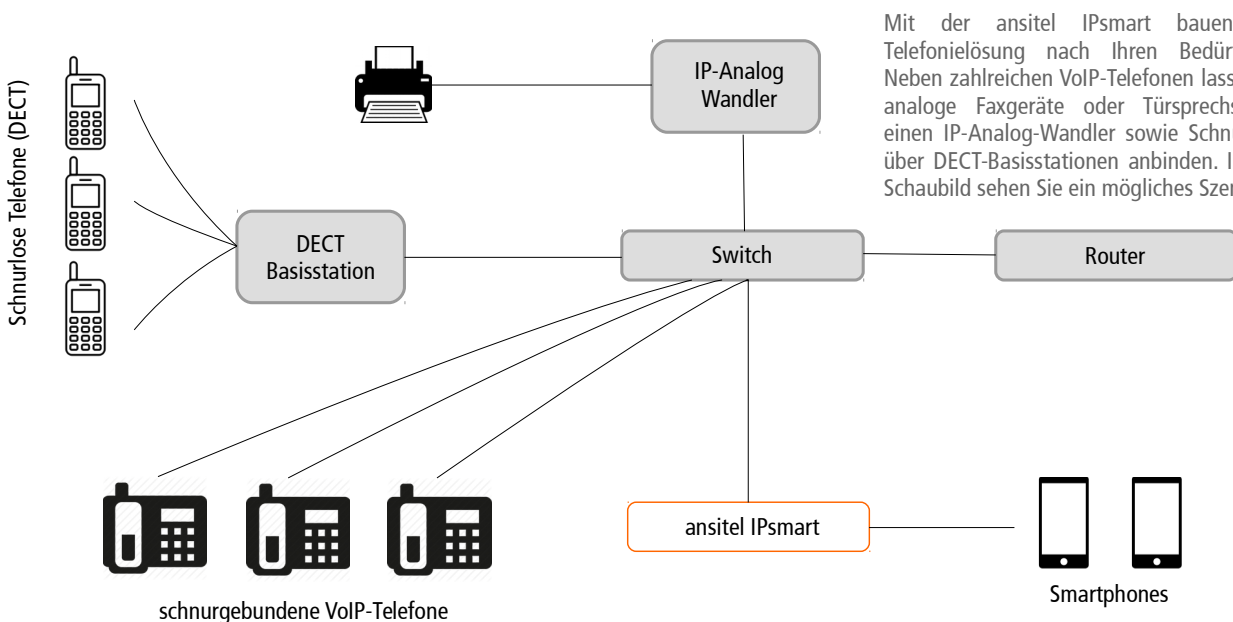 Mit der ansitel IPsmart bauen
Telefonielösung nach Ihren Bedür
Neben zahlreichen VoIP-Telefonen lass
analoge Faxgeräte oder Türsprechs
einen IP-Analog-Wandler sowie Schnu
über DECT-Basisstationen anbinden. I
Schaubild sehen Sie ein mögliches Szen
IP-Analog
Wandler
Schnurlose Telefone (DECT)
DECT
Basisstation
Switch
Router
ansitel IPsmart
Smartphones
schnurgebundene VoIP-Telefone